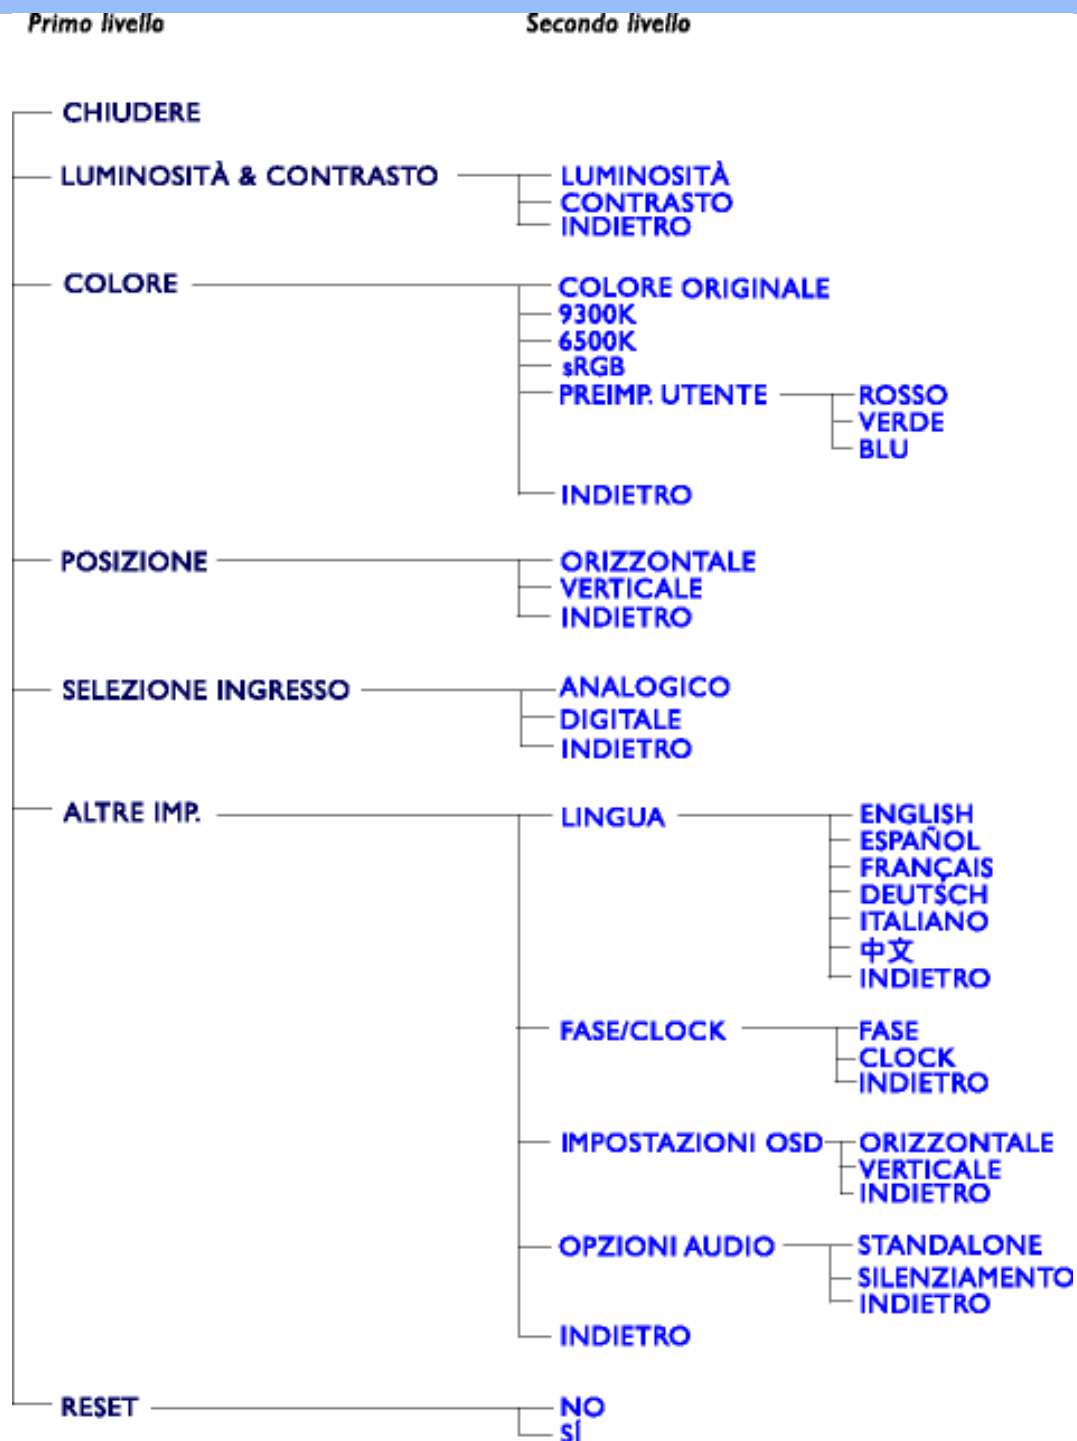 Primo livello Secondo livello
CHIUDERE
LUMINOSITÀ & CONTRASTO LUMINOSITÀ
CONTRASTO
INDIETRO
COLORE COLORE ORIGINALE
9300K
6500K
sRGB
PREIMP. UTENTE ROSSO
VERDE
BLU
INDIETRO
POSIZIONE ORIZZONTALE
VERTICALE
INDIETRO
SELEZIONE INGRESSO ANALOGICO
DIGITALE
INDIETRO
ALTRE IMP. LINGUA ENGLISH
ESPAÑOL
FRANÇAIS
DEUTSCH
ITALIANO
中文
INDIETRO
FASE/CLOCK FASE
CLOCK
INDIETRO
IMPOSTAZIONI OSD ORIZZONTALE
VERTICALE
INDIETRO
OPZIONI AUDIO STANDALONE
SILENZIAMENTO
INDIETRO
INDIETRO
RESET NO
SÍ